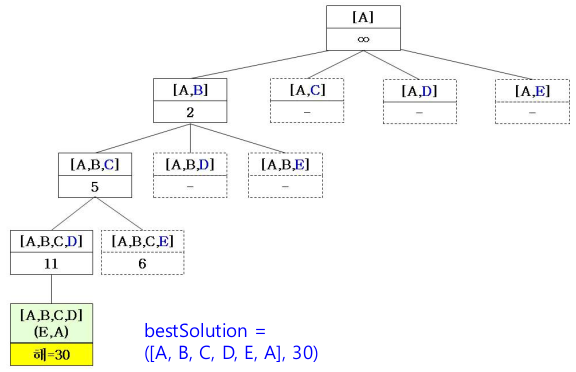 [A]
∞
[A,B]
2
[A,C]
–
[A,D]
–
[A,E]
–
[A,B,C]
5
[A,B,D]
–
[A,B,E]
–
[A,B,C,D]
11
[A,B,C,E]
6
[A,B,C,D]
(E,A)
해=30
bestSolution =
([A, B, C, D, E, A], 30)